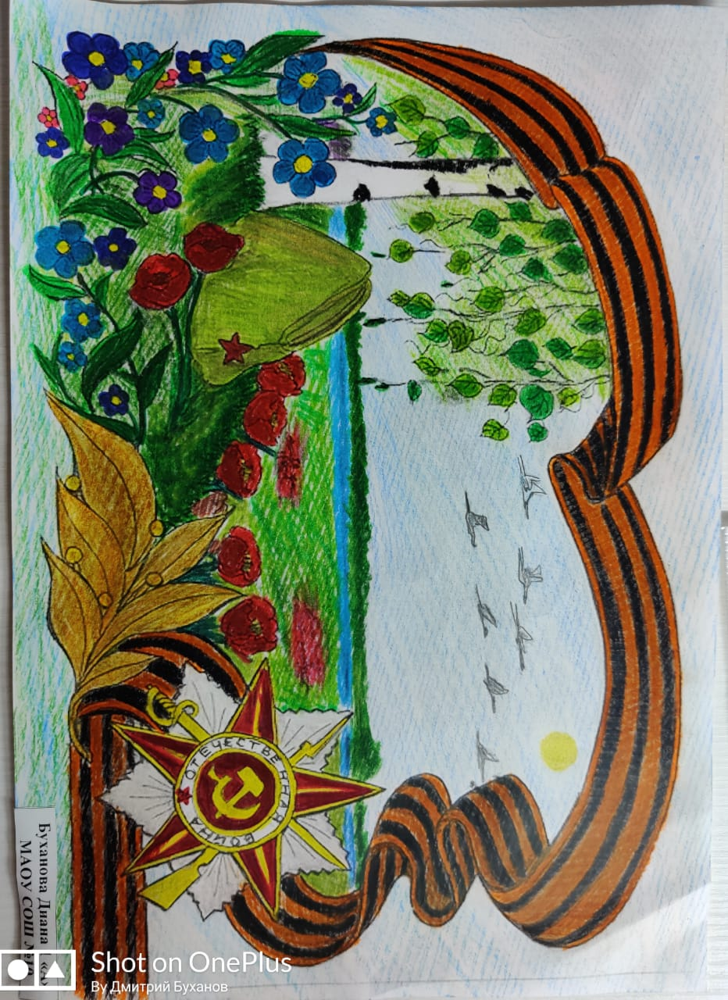 ОТЕЧЕСТВЕННАЯ
ВОЙНА
Буханова Диана
МАОУ СОШ
Shot on OnePlus
By Дмитрий Буханов